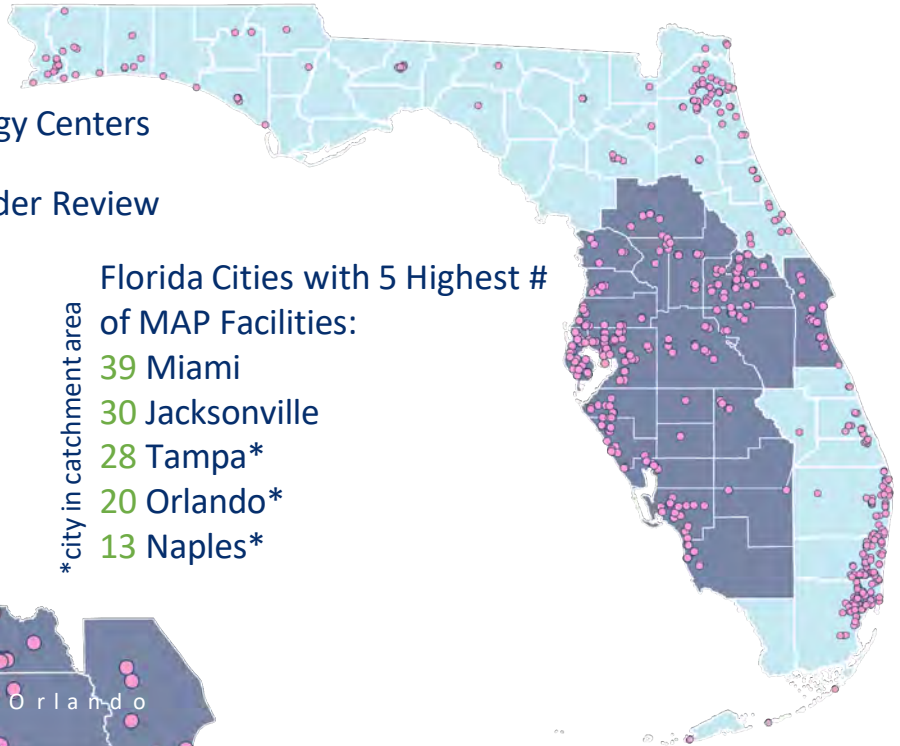 gy Centers
der Review
Florida Cities with 5 Highest #
of MAP Facilities:
39 Miami
30 Jacksonville
28 Tampa*
20 Orlando*
13 Naples*
*city in catchment area
Orlando